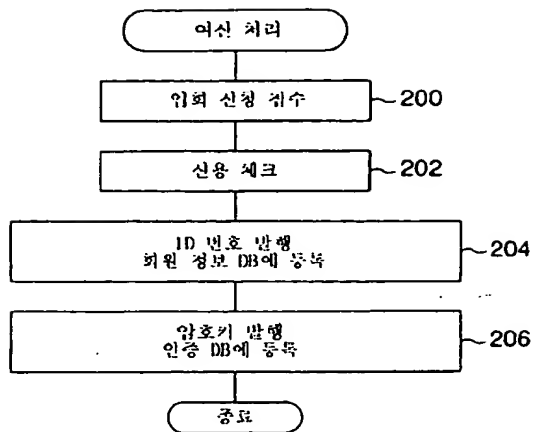 여신 처리
입회 신청 접수
200
신용 체크
202
ID 번호 발행
회원 정보 DB에 등록
204
암호키 발행
인증 DB에 등록
206
종료